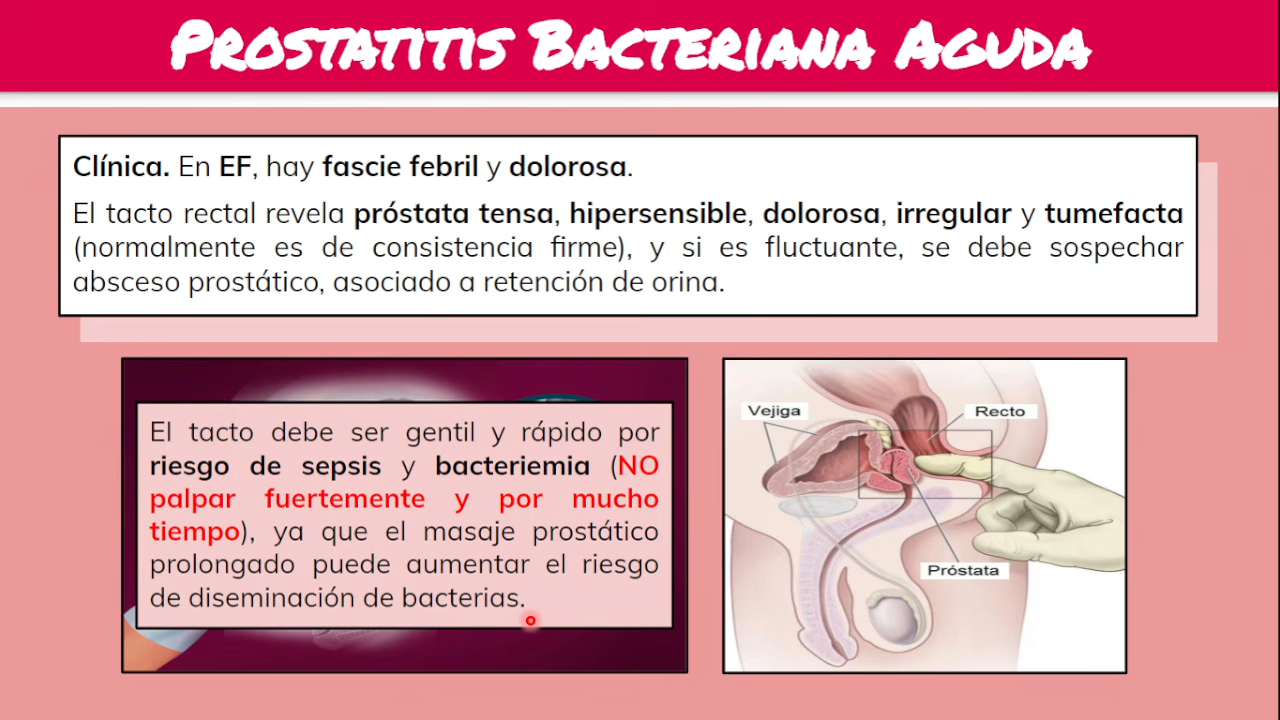 PROSTATITIS BACTERIANA AGUDA
Clínica. En EF, hay fascie febril y dolorosa.
El tacto rectal revela próstata tensa, hipersensible, dolorosa, irregular y tumefacta
(normalmente es de consistencia firme), y si es fluctuante, se debe sospechar
absceso prostático, asociado a retención de orina.
El tacto debe ser gentil y rápido por
riesgo de sepsis y bacteriemia (NO
palpar fuertemente y por mucho
tiempo), ya que el masaje prostático
prolongado puede aumentar el riesgo
de diseminación de bacterias.
Vejiga
Recto
Próstata